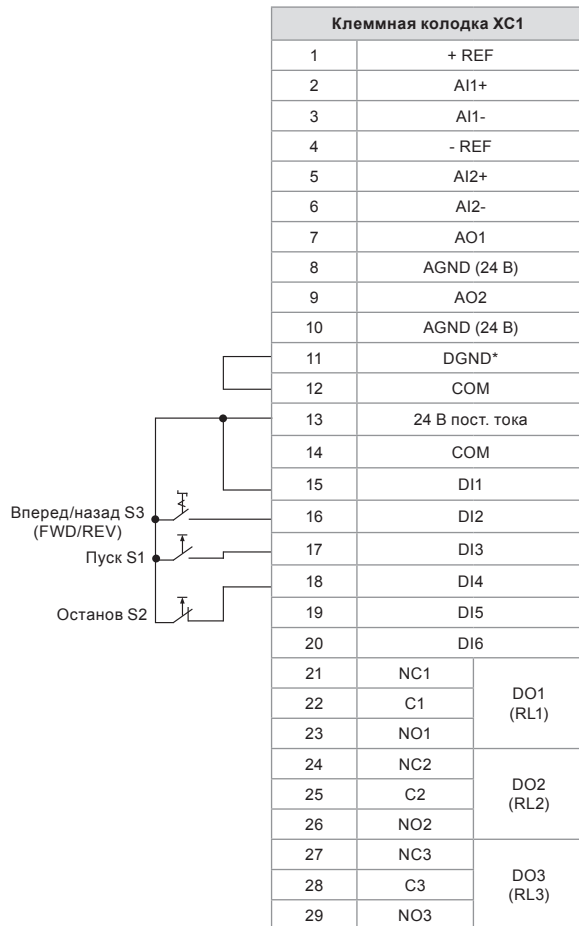 Клеммная колодка XC1
1 + REF
2 AI1+
3 AI1-
4 - REF
5 AI2+
6 AI2-
7 AO1
8 AGND (24 В)
9 AO2
10 AGND (24 В)
11 DGND*
12 COM
13 24 В пост. тока
14 COM
15 DI1
Вперед/назад S3
(FWD/REV)
16 DI2
Пуск S1
17 DI3
18 DI4
Останов S2
19 DI5
20 DI6
21 NC1
22 C1
23 NO1
DO1
(RL1)
24 NC2
25 C2
26 NO2
DO2
(RL2)
27 NC3
28 C3
29 NO3
DO3
(RL3)